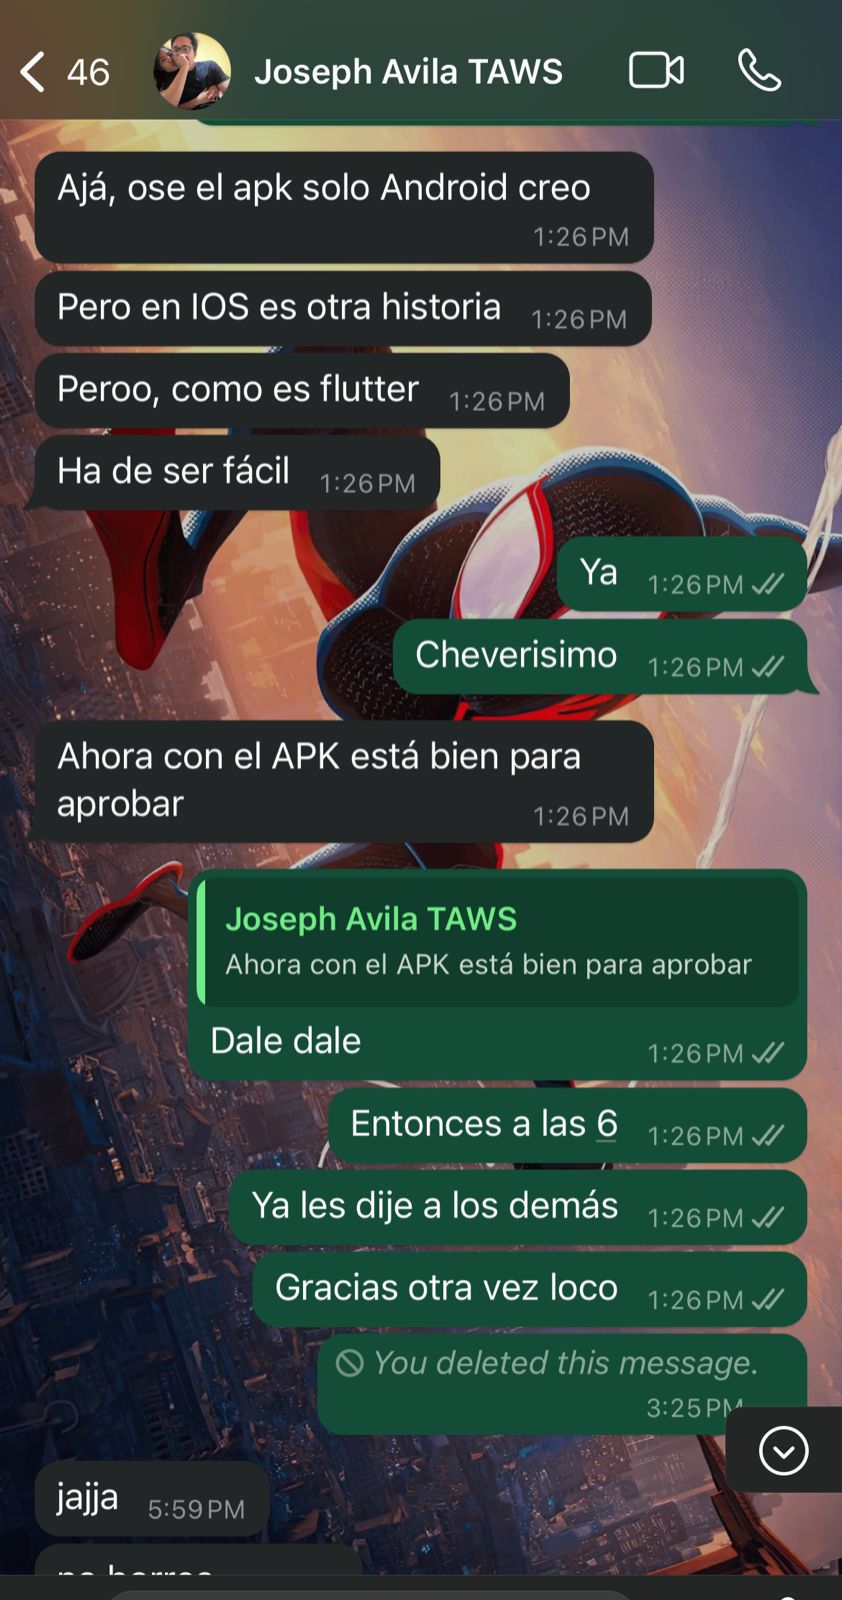 46
Joseph Avila TAWS
Ajá, ose el apk solo Android creo
1:26 PM
Pero en IOS es otra historia 1:26 PM
Peroo, como es flutter 1:26 PM
Ha de ser fácil 1:26 PM
Ya 1:26 PM
Cheverisimo 1:26 PM
Ahora con el APK está bien para
aprobar 1:26 PM
Joseph Avila TAWS
Ahora con el APK está bien para aprobar
Dale dale 1:26 PM
Entonces a las 6 1:26 PM
Ya les dije a los demás 1:26 PM
Gracias otra vez loco 1:26 PM
You deleted this message.
3:25 PM
jajja 5:59 PM